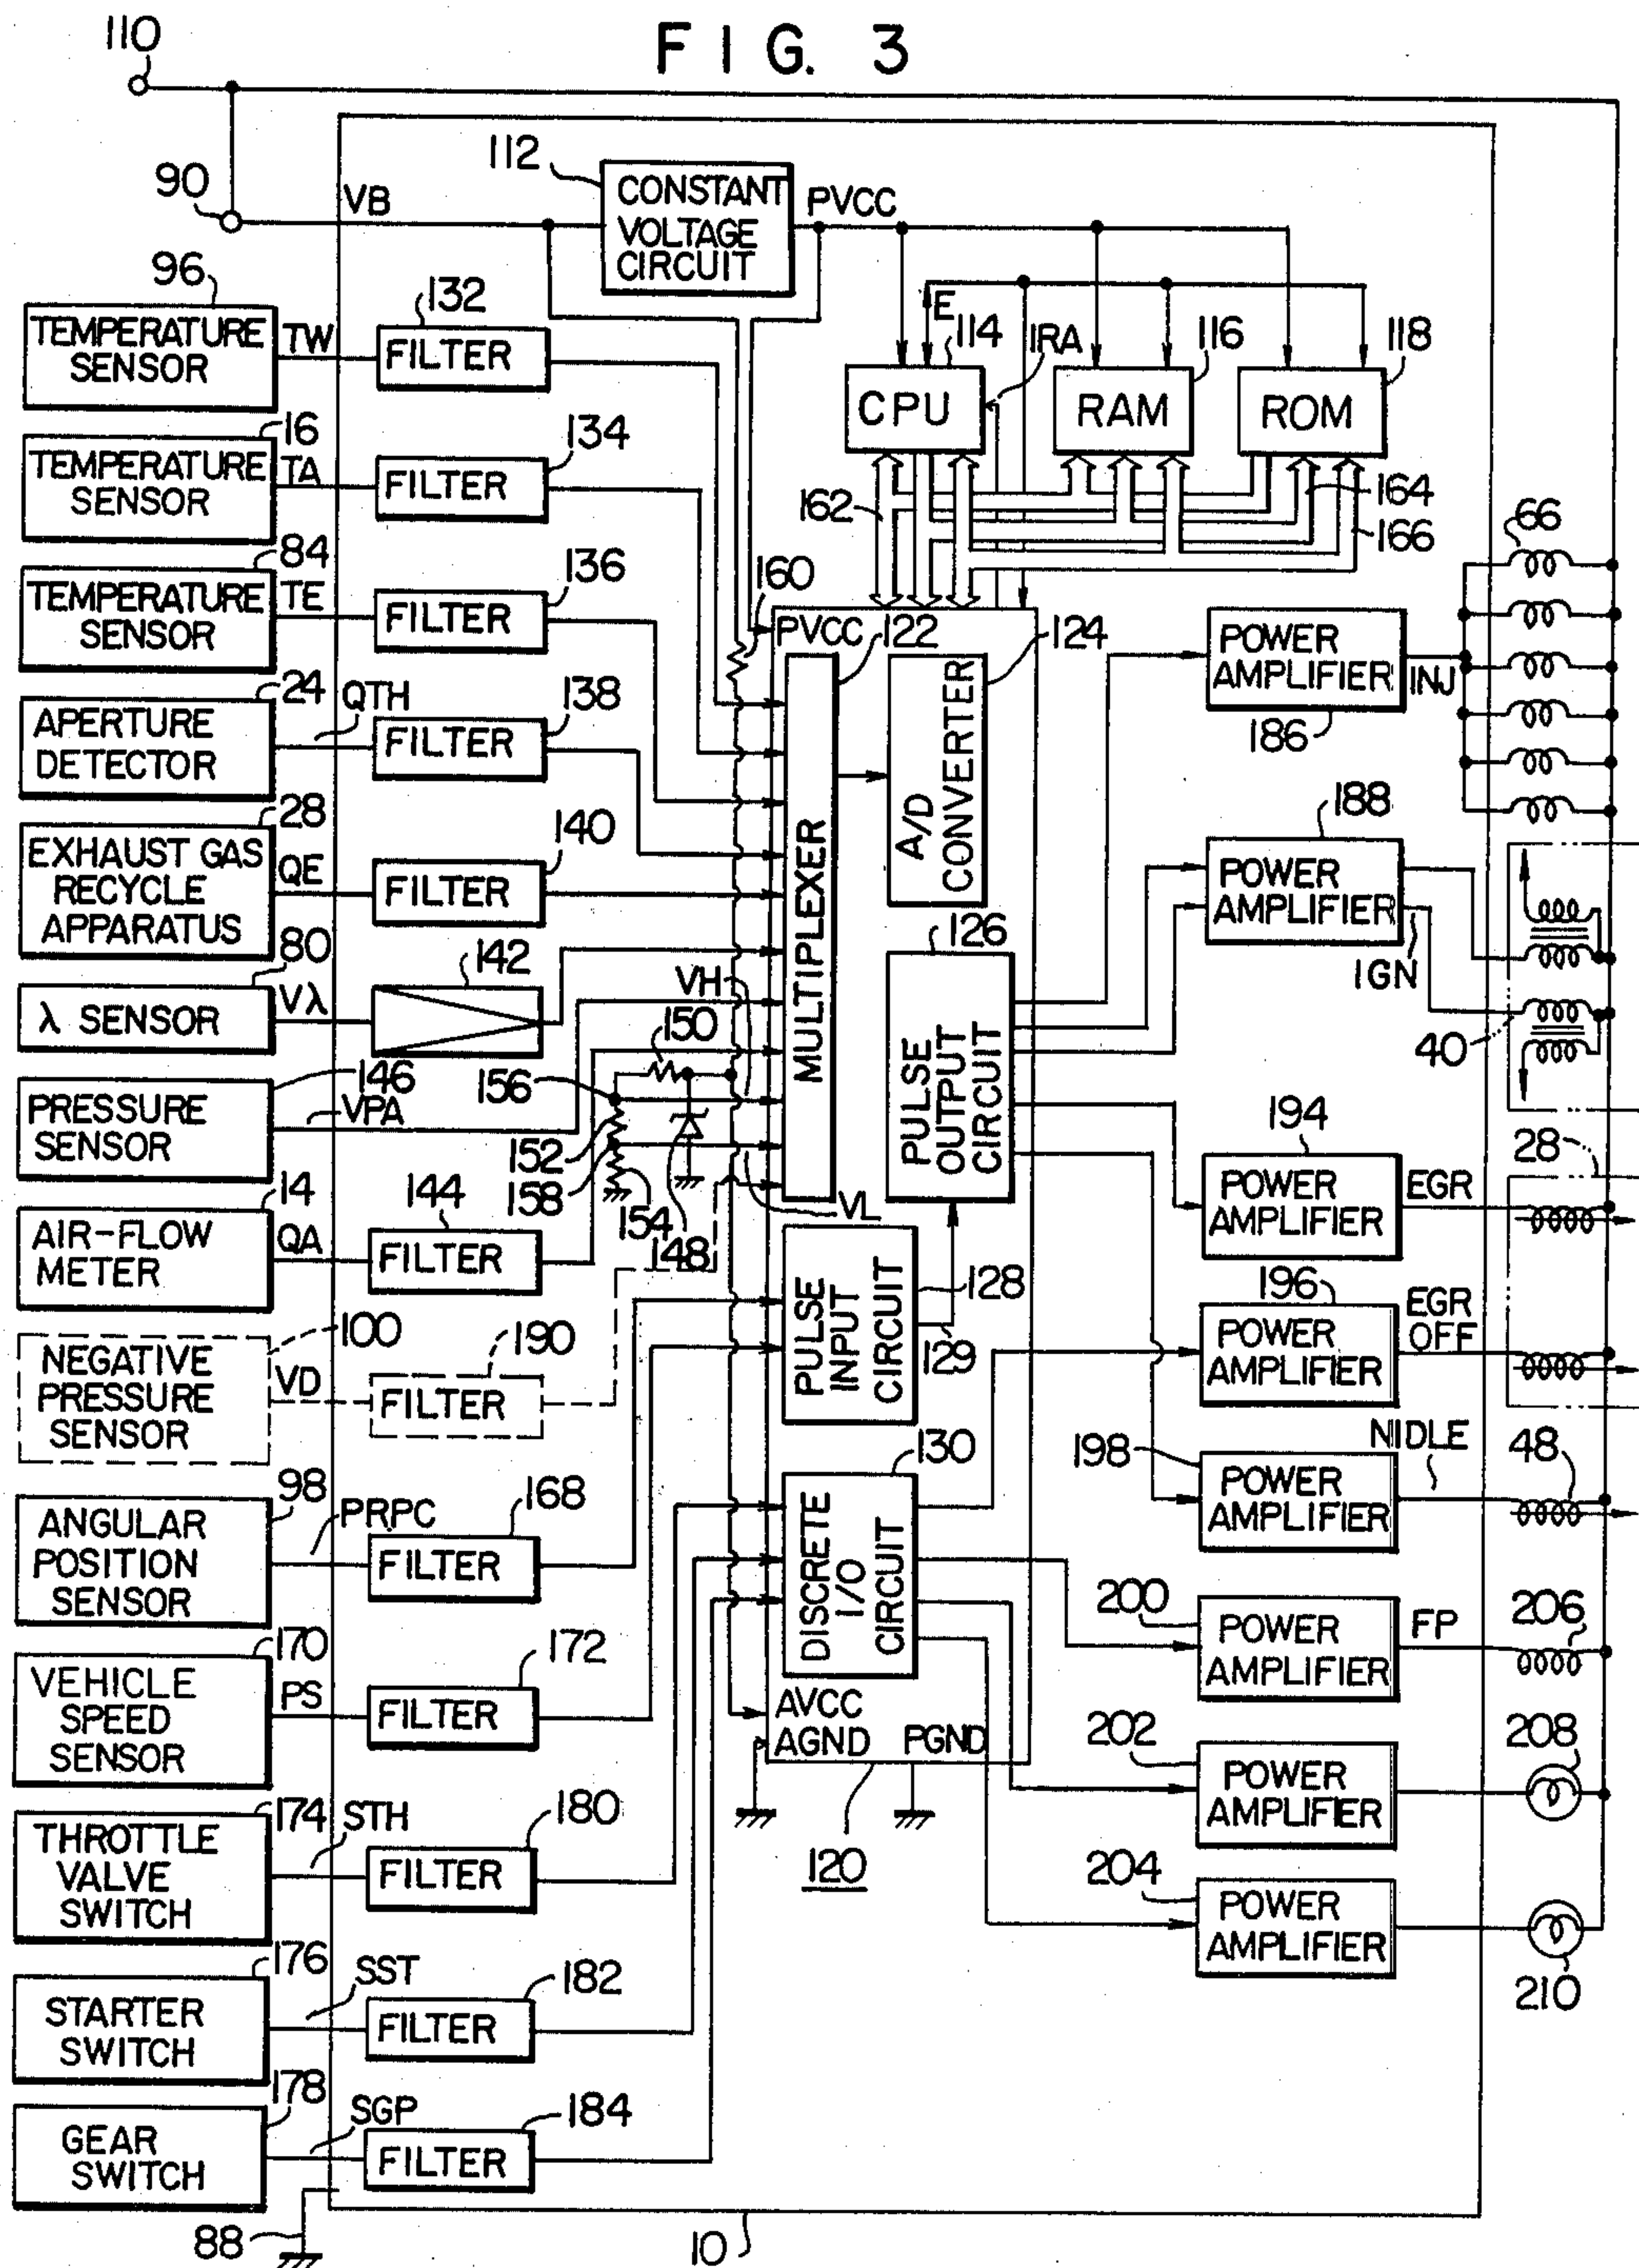 FIG. 3
110
90
VB
112
CONSTANT
VOLTAGE
CIRCUIT
PVCC
96
TEMPERATURE
SENSOR
TW
132
FILTER
E
114
CPU
IRA
116
RAM
118
ROM
16
TEMPERATURE
SENSOR
TA
134
FILTER
162
164
166
84
TEMPERATURE
SENSOR
TE
136
FILTER
160
PVCC
122
MULTIPLEXER
124
A/D
CONVERTER
POWER
AMPLIFIER
186
INJ
66
24
APERTURE
DETECTOR
QTH
138
FILTER
28
EXHAUST GAS
RECYCLE
APPARATUS
QE
140
FILTER
188
POWER
AMPLIFIER
IGN
40
80
λ SENSOR
Vλ
142
VH
150
156
152
158
154
148
VL
126
PULSE
OUTPUT
CIRCUIT
146
PRESSURE
SENSOR
VPA
14
AIR-FLOW
METER
QA
144
FILTER
194
POWER
AMPLIFIER
EGR
28
PULSE
INPUT
CIRCUIT
128
129
196
POWER
AMPLIFIER
EGR
OFF
100
NEGATIVE
PRESSURE
SENSOR
VD
190
FILTER
130
DISCRETE
I/O
CIRCUIT
198
POWER
AMPLIFIER
NIDLE
48
98
ANGULAR
POSITION
SENSOR
PRPC
168
FILTER
200
POWER
AMPLIFIER
FP
206
170
VEHICLE
SPEED
SENSOR
PS
172
FILTER
AVCC
AGND
PGND
120
202
POWER
AMPLIFIER
208
174
THROTTLE
VALVE
SWITCH
STH
180
FILTER
204
POWER
AMPLIFIER
210
176
STARTER
SWITCH
SST
182
FILTER
178
GEAR
SWITCH
SGP
184
FILTER
88
10